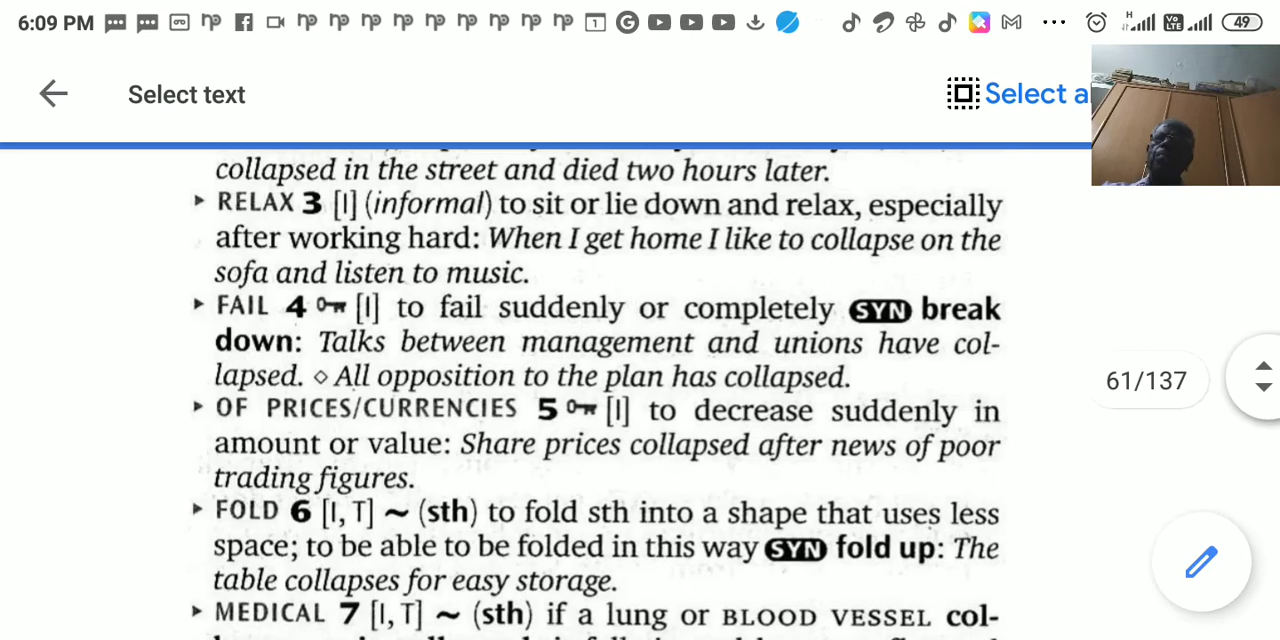 6:09 PM
1
H
Vo
LTE
49
Select text
Select a
collapsed in the street and died two hours later.
▸ RELAX 3 [I] (informal) to sit or lie down and relax, especially
after working hard: When I get home I like to collapse on the
sofa and listen to music.
▸ FAIL 4 [I] to fail suddenly or completely SYN break
down: Talks between management and unions have col-
lapsed. ⋄ All opposition to the plan has collapsed.
▸ OF PRICES/CURRENCIES 5 [I] to decrease suddenly in
amount or value: Share prices collapsed after news of poor
trading figures.
▸ FOLD 6 [I, T] ~ (sth) to fold sth into a shape that uses less
space; to be able to be folded in this way SYN fold up: The
table collapses for easy storage.
▸ MEDICAL 7 [I, T] ~ (sth) if a lung or BLOOD VESSEL col-
61/137